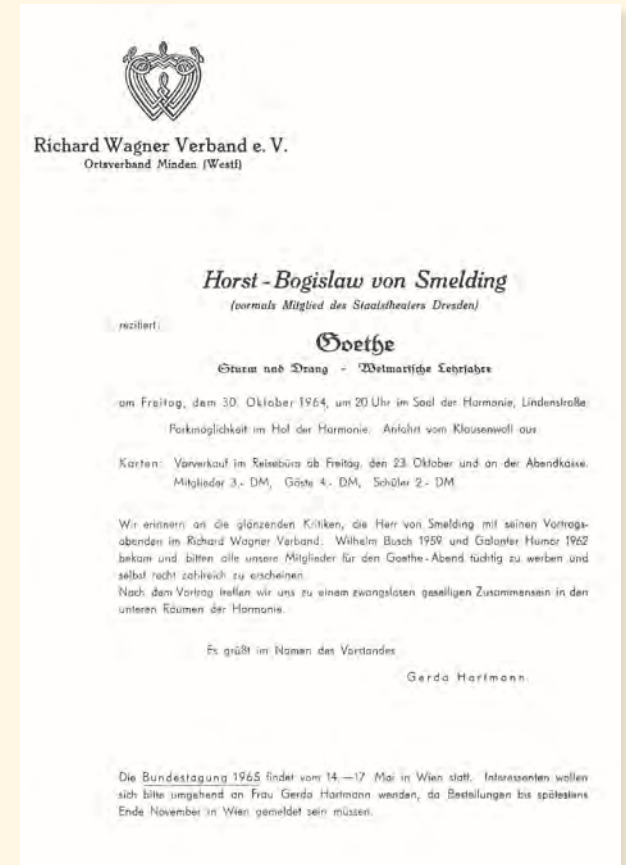 Richard Wagner Verband e. V.
Ortsverband Minden (Westf)
Horst-Bogislaw von Smelding
(vormals Mitglied des Staatstheaters Dresden)
rezitiert:
Goethe
Sturm und Drang - Weimarische Lehrjahre
am Freitag, dem 30. Oktober 1964, um 20 Uhr im Saal der Harmonie, Lindenstraße.
Parkmöglichkeit im Hof der Harmonie. Anfahrt vom Klausenwall aus
Karten: Vorverkauf im Reisebüro ab Freitag, den 23. Oktober und an der Abendkasse.
Mitglieder 3,- DM, Gäste 4,- DM, Schüler 2,- DM
Wir erinnern an die glänzenden Kritiken, die Herr von Smelding mit seinen Vortrags-
abenden im Richard Wagner Verband: Wilhelm Busch 1959 und Galanter Humor 1962
bekam und bitten alle unsere Mitglieder für den Goethe-Abend tüchtig zu werben und
selbst recht zahlreich zu erscheinen.
Nach dem Vortrag treffen wir uns zu einem zwanglosen geselligen Zusammensein in den
unteren Räumen der Harmonie.
Es grüßt im Namen des Vorstandes
Gerda Hartmann
Die Bundestagung 1965 findet vom 14.—17. Mai in Wien statt. Interessenten wollen
sich bitte umgehend an Frau Gerda Hartmann wenden, da Bestellungen bis spätestens
Ende November in Wien gemeldet sein müssen.